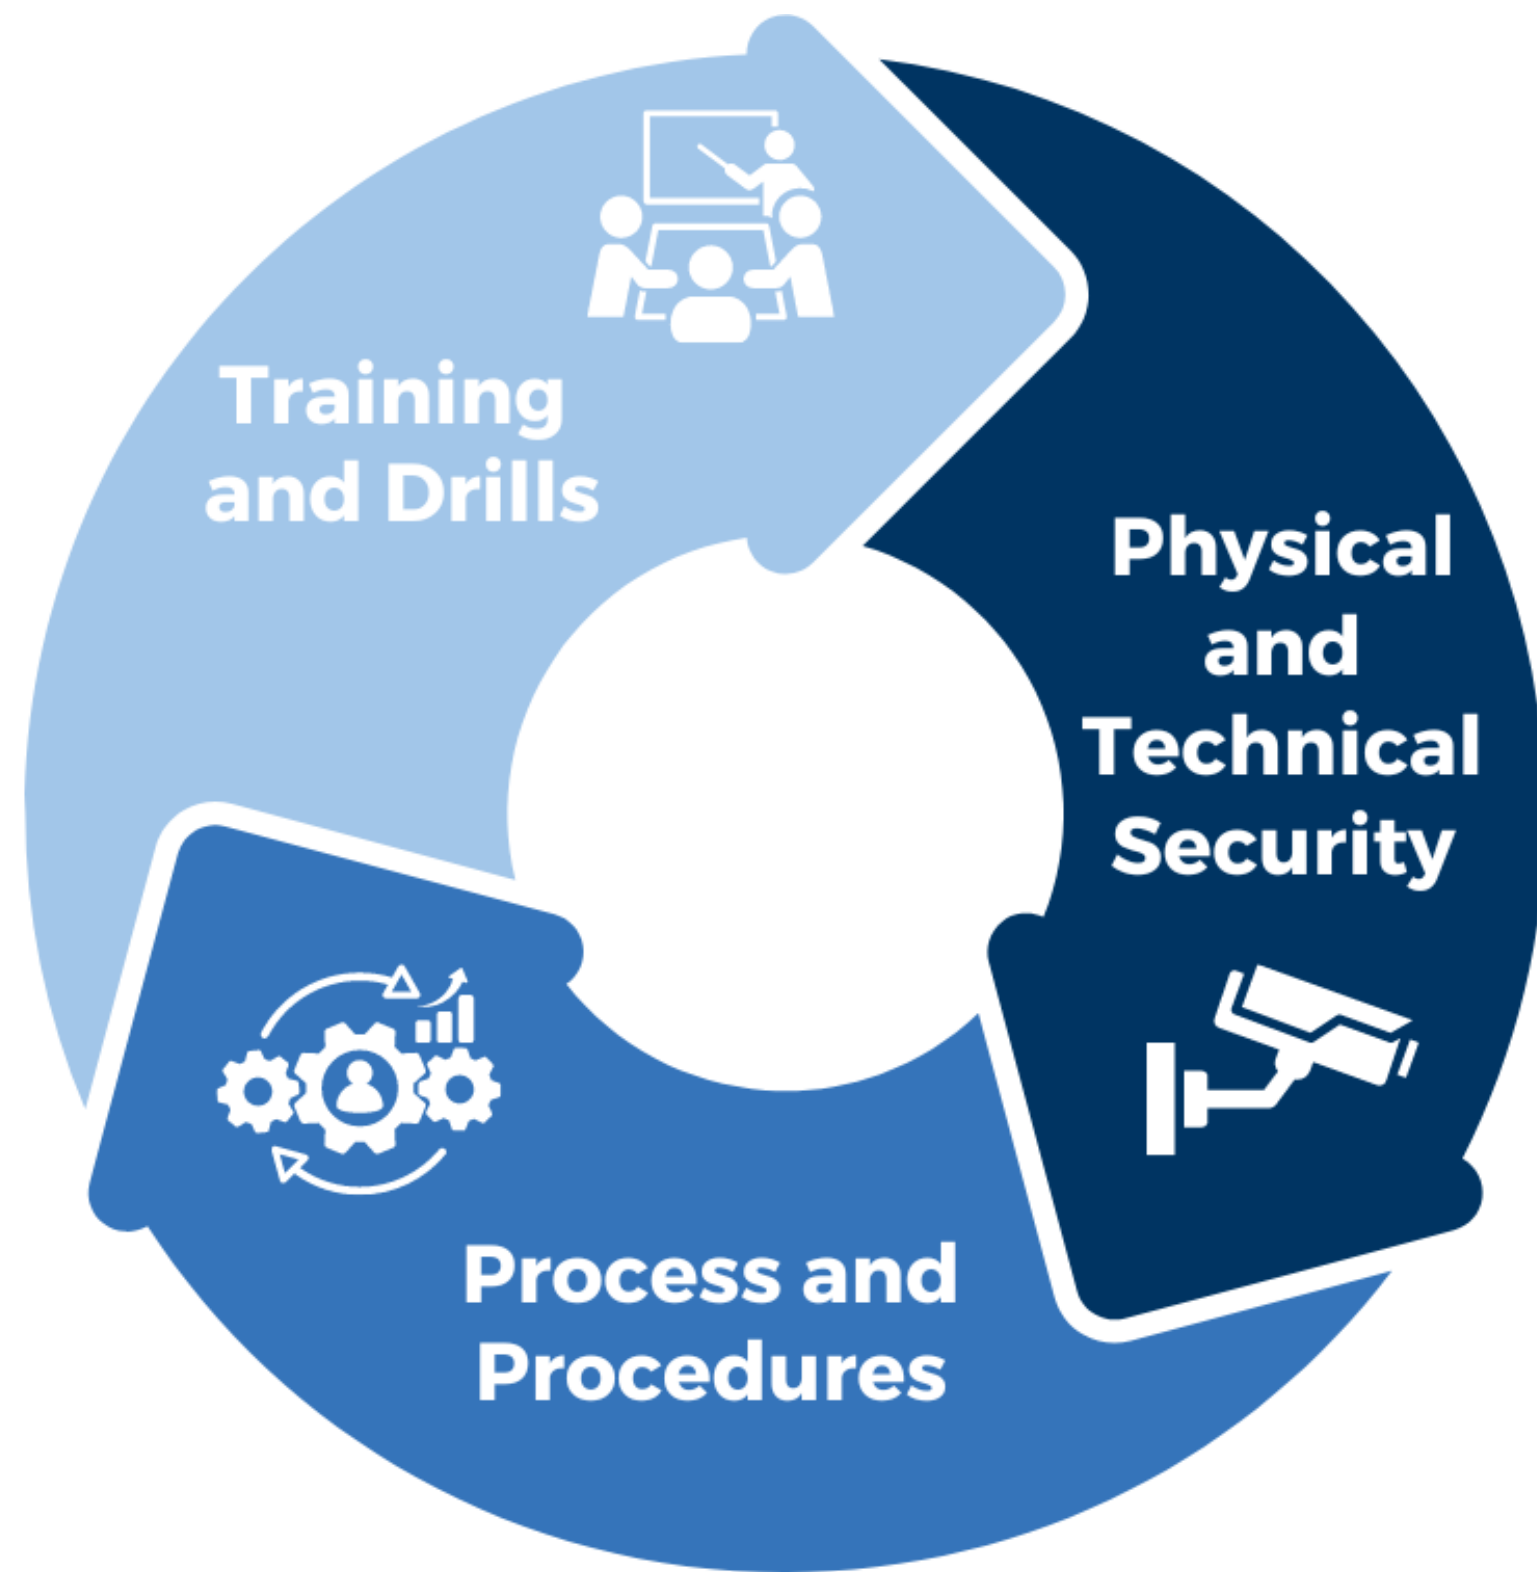 Training
and Drills
Physical
and
Technical
Security
Process and
Procedures